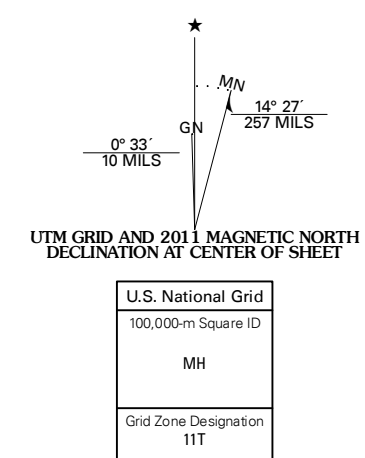 ★
MN
14° 27´
257 MILS
GN
0° 33´
10 MILS
UTM GRID AND 2011 MAGNETIC NORTH
DECLINATION AT CENTER OF SHEET
U.S. National Grid
100,000-m Square ID
MH
Grid Zone Designation
11T